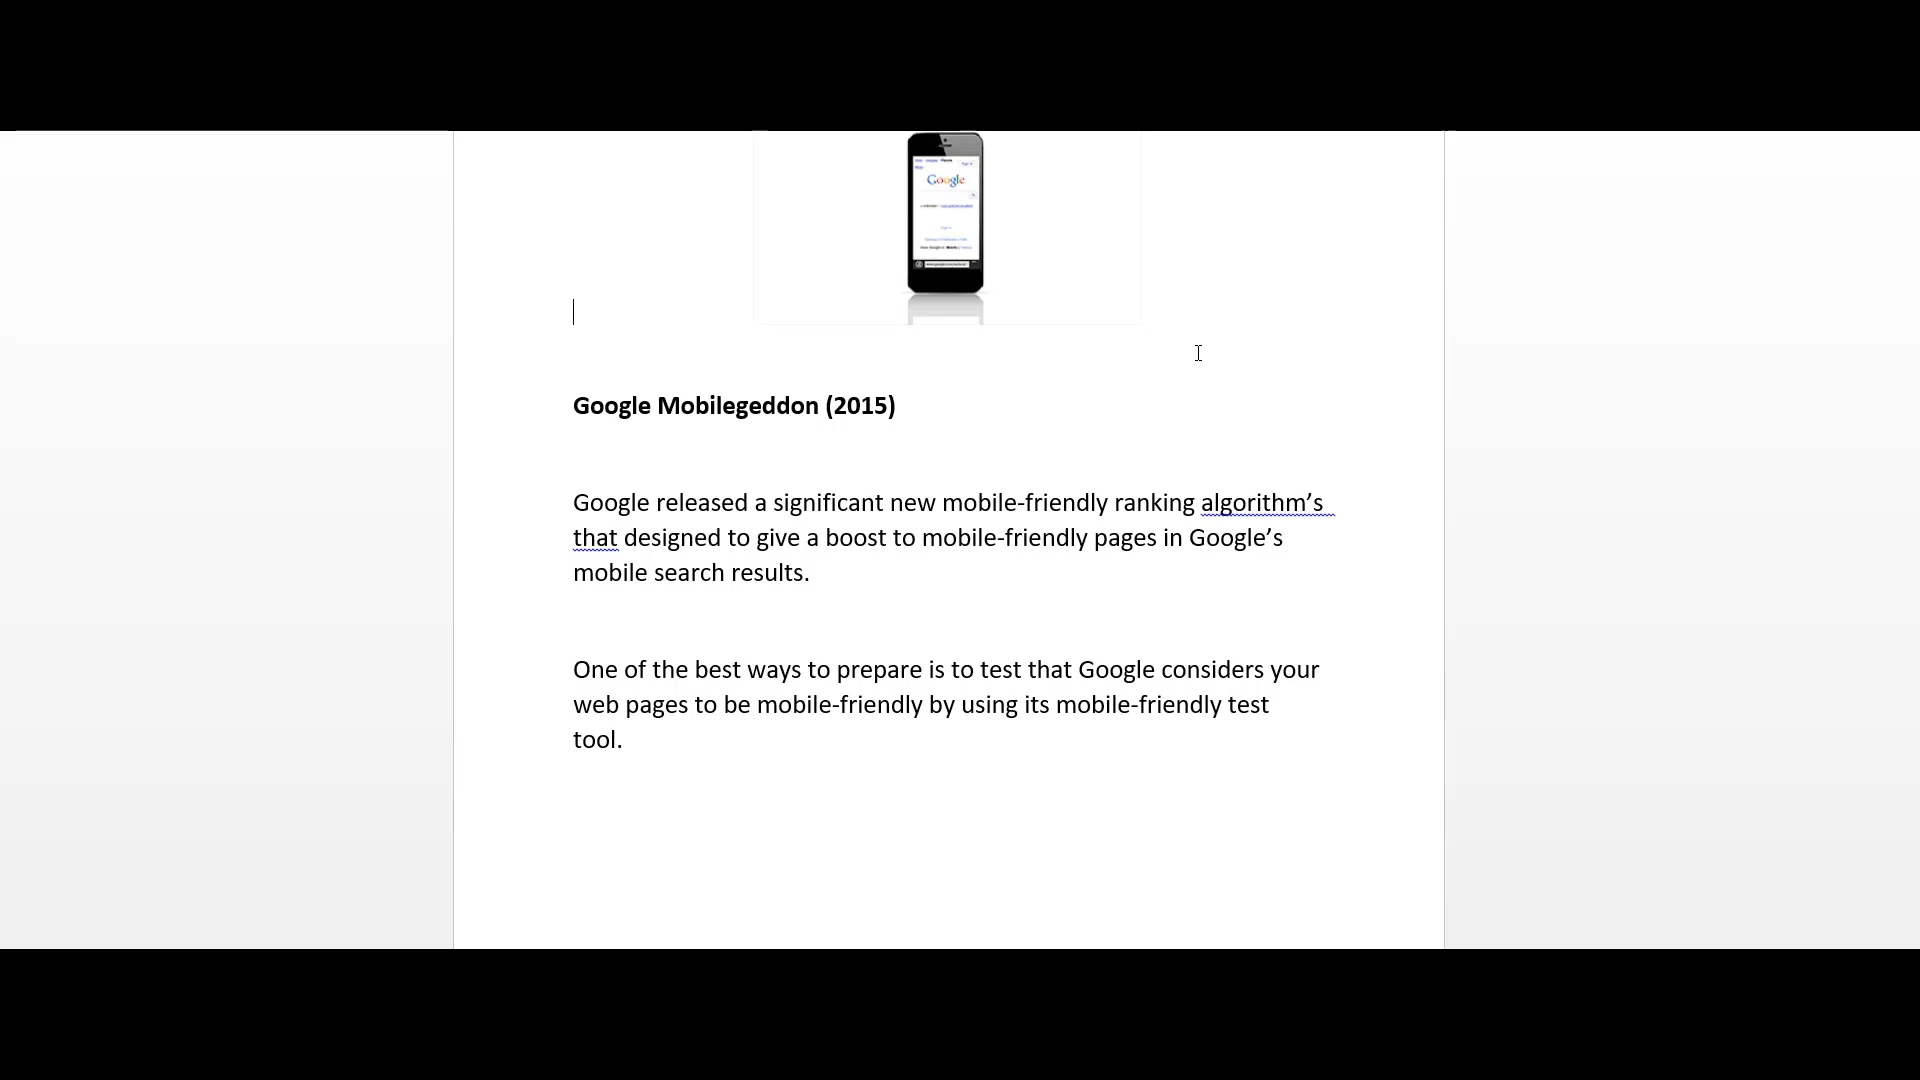 Google
Google Mobilegeddon (2015)
Google released a significant new mobile-friendly ranking algorithm’s
that designed to give a boost to mobile-friendly pages in Google’s
mobile search results.
One of the best ways to prepare is to test that Google considers your
web pages to be mobile-friendly by using its mobile-friendly test
tool.